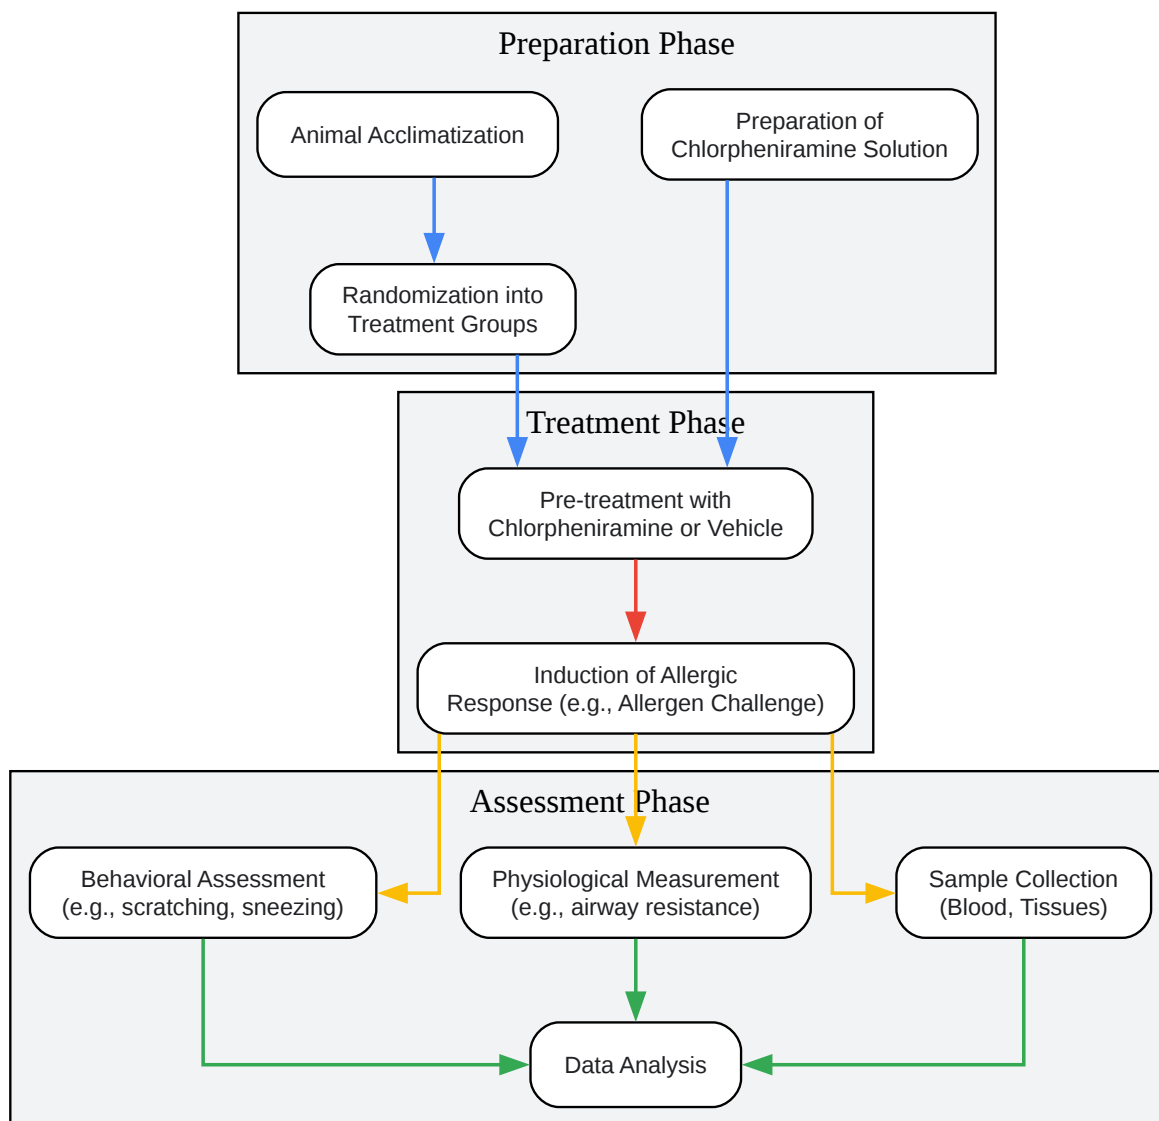 Preparation Phase
Animal Acclimatization
Preparation of
Chlorpheniramine Solution
Randomization into
Treatment Groups
Treatment Phase
Pre-treatment with
Chlorpheniramine or Vehicle
Induction of Allergic
Response (e.g., Allergen Challenge)
Assessment Phase
Behavioral Assessment
(e.g., scratching, sneezing)
Physiological Measurement
(e.g., airway resistance)
Sample Collection
(Blood, Tissues)
Data Analysis